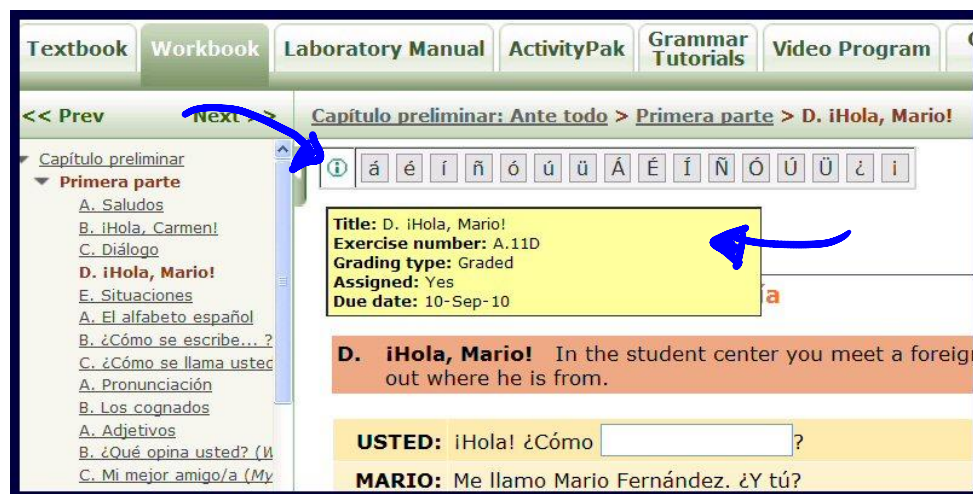 Textbook
Workbook
Laboratory Manual
ActivityPak
Grammar
Tutorials
Video Program
<< Prev
Next >>
Capítulo preliminar: Ante todo > Primera parte > D. ¡Hola, Mario!
Capítulo preliminar
Primera parte
A. Saludos
B. ¡Hola, Carmen!
C. Diálogo
D. ¡Hola, Mario!
E. Situaciones
A. El alfabeto español
B. ¿Cómo se escribe... ?
C. ¿Cómo se llama usted
A. Pronunciación
B. Los cognados
A. Adjetivos
B. ¿Qué opina usted? (W
C. Mi mejor amigo/a (My
á é í ñ ó ú ü Á É Í Ñ Ó Ú Ü ¿ ¡
Title: D. ¡Hola, Mario!
Exercise number: A.11D
Grading type: Graded
Assigned: Yes
Due date: 10-Sep-10
ía
D. ¡Hola, Mario! In the student center you meet a foreign
out where he is from.
USTED: ¡Hola! ¿Cómo ?
MARIO: Me llamo Mario Fernández. ¿Y tú?